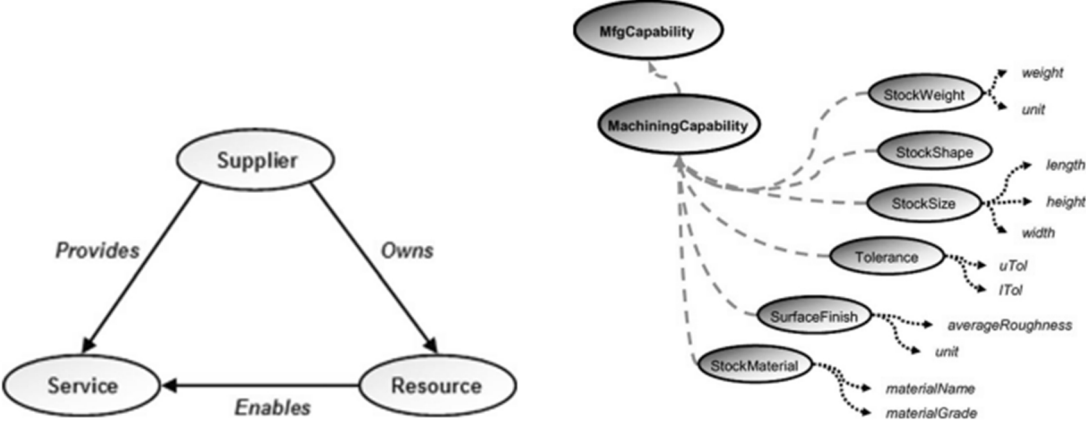 Supplier
Provides
Owns
Service
Resource
Enables
MfgCapability
MachiningCapability
StockWeight
weight
unit
StockShape
StockSize
length
height
width
Tolerance
uTol
lTol
SurfaceFinish
averageRoughness
unit
StockMaterial
materialName
materialGrade